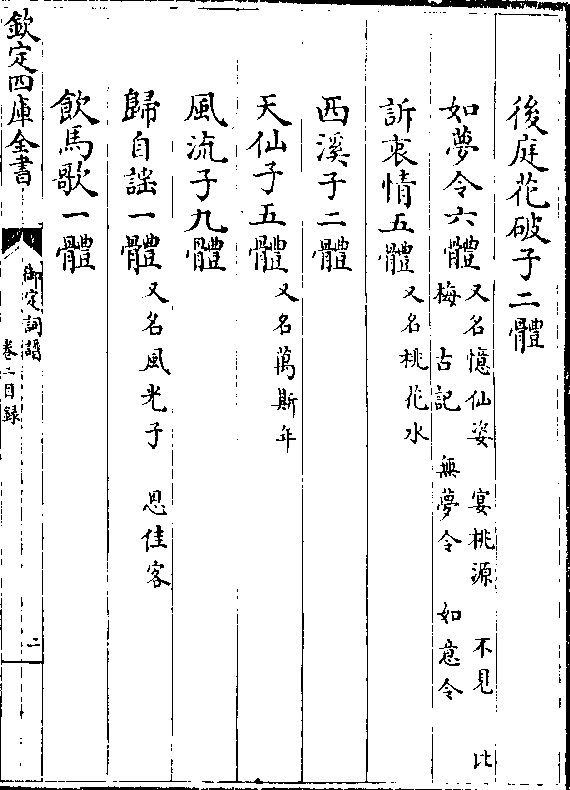 後庭花破子二體
如夢令六體 又名憶仙姿 宴桃源 不見 比
梅 古記 無夢令 如意令
訴衷情五體 又名桃花水
西溪子二體
天仙子五體 又名萬斯年
風流子九體
歸自謠一體 又名風光子 思佳客
飲馬歌一體
欽定四庫全書
御定詞譜
卷二目録
二